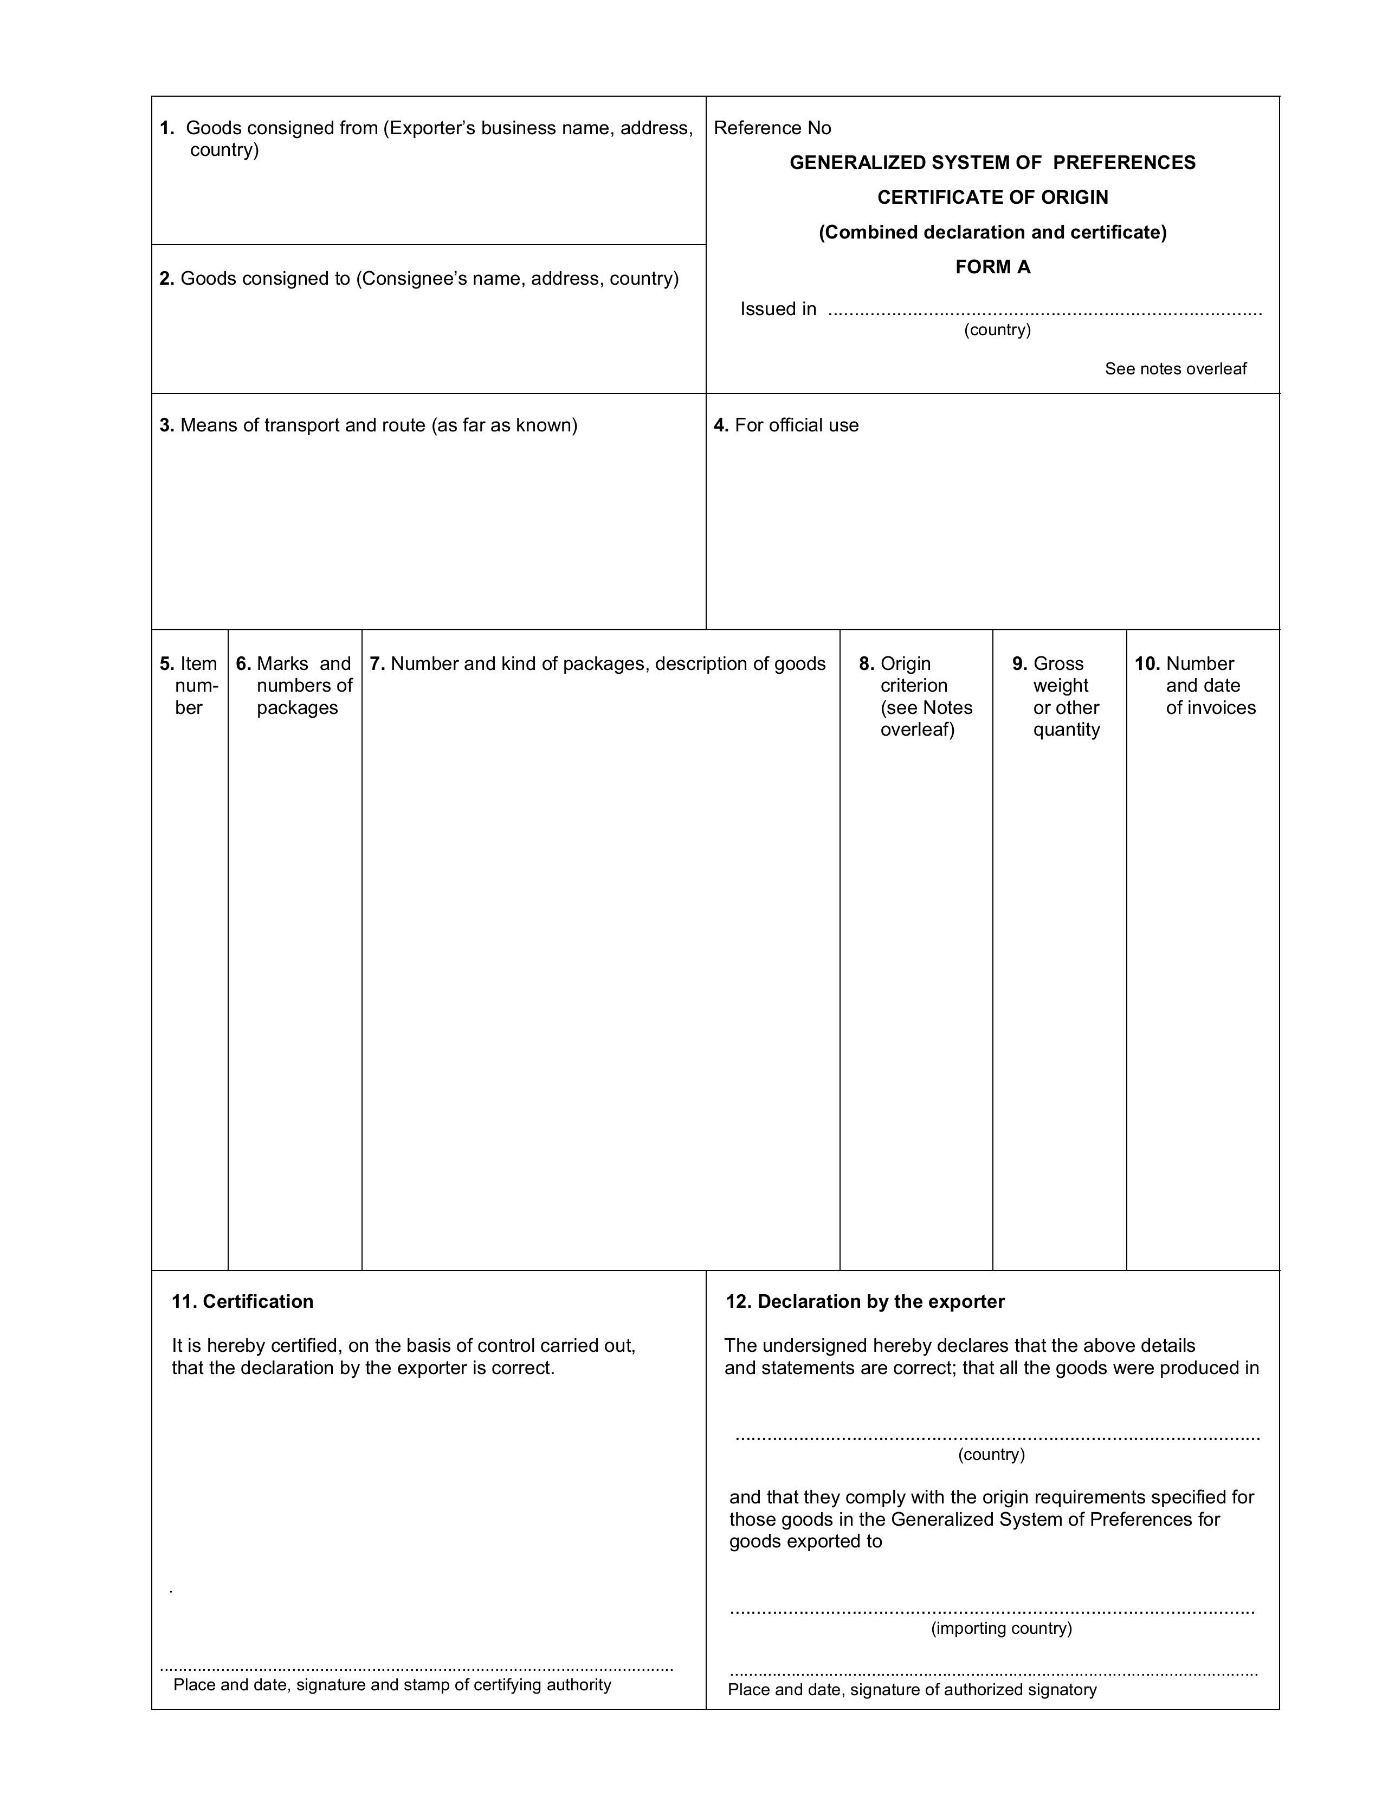 1. Goods consigned from (Exporter’s business name, address,
country)
Reference No
GENERALIZED SYSTEM OF PREFERENCES
CERTIFICATE OF ORIGIN
(Combined declaration and certificate)
FORM A
Issued in ...................................................................................
(country)
See notes overleaf
2. Goods consigned to (Consignee’s name, address, country)
3. Means of transport and route (as far as known)
4. For official use
5. Item
num-
ber
6. Marks and
numbers of
packages
7. Number and kind of packages, description of goods
8. Origin
criterion
(see Notes
overleaf)
9. Gross
weight
or other
quantity
10. Number
and date
of invoices
11. Certification
It is hereby certified, on the basis of control carried out,
that the declaration by the exporter is correct.
.
....................................................................................................
Place and date, signature and stamp of certifying authority
12. Declaration by the exporter
The undersigned hereby declares that the above details
and statements are correct; that all the goods were produced in
....................................................................................................
(country)
and that they comply with the origin requirements specified for
those goods in the Generalized System of Preferences for
goods exported to
....................................................................................................
(importing country)
....................................................................................................
Place and date, signature of authorized signatory